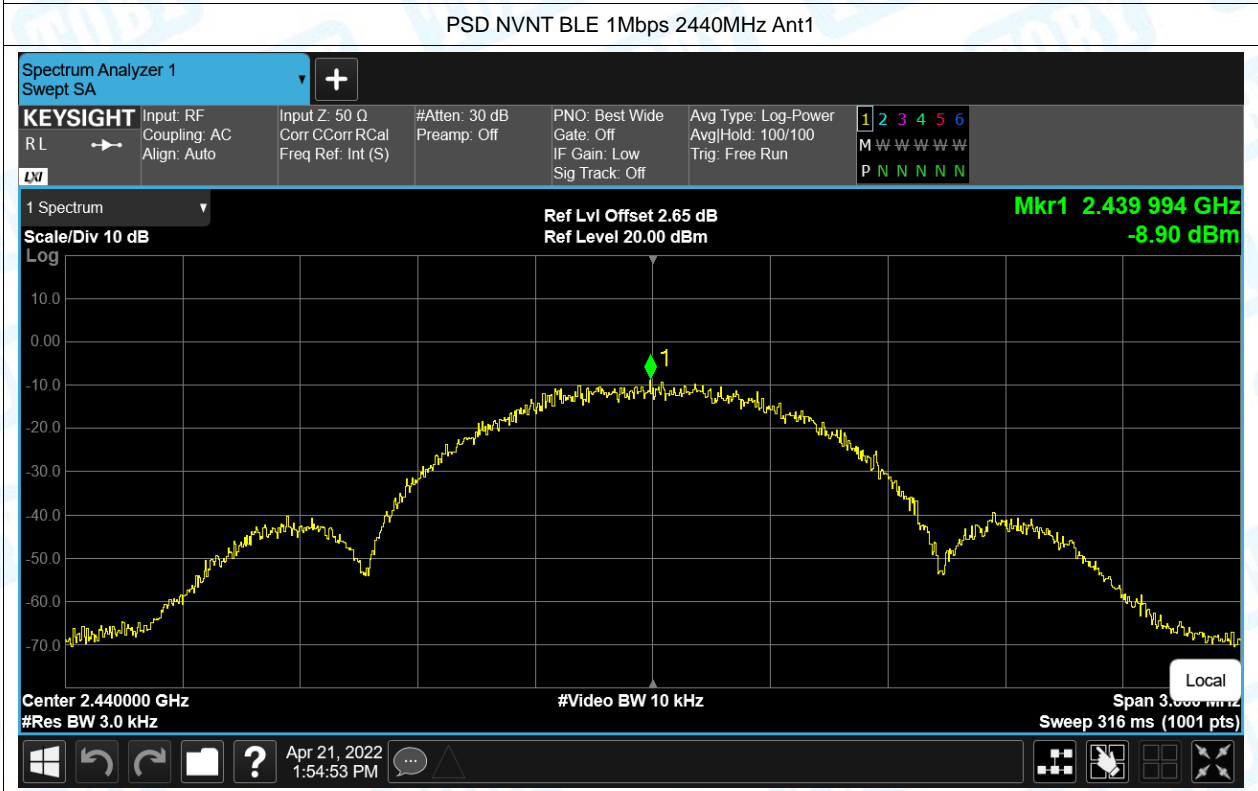 PSD NVNT BLE 1Mbps 2440MHz Ant1
Spectrum Analyzer 1
Swept SA
KEYSIGHT
R L
LXI
Input: RF
Coupling: AC
Align: Auto
Input Z: 50 Ω
Corr CCorr RCal
Freq Ref: Int (S)
#Atten: 30 dB
Preamp: Off
PNO: Best Wide
Gate: Off
IF Gain: Low
Sig Track: Off
Avg Type: Log-Power
Avg|Hold: 100/100
Trig: Free Run
1 2 3 4 5 6
M W W W W W
P N N N N N
1 Spectrum
Scale/Div 10 dB
Ref Lvl Offset 2.65 dB
Ref Level 20.00 dBm
Mkr1 2.439 994 GHz
-8.90 dBm
Log
10.0
0.00
-10.0
-20.0
-30.0
-40.0
-50.0
-60.0
-70.0
1
Center 2.440000 GHz
#Res BW 3.0 kHz
#Video BW 10 kHz
Local
Span 3.000 MHz
Sweep 316 ms (1001 pts)
?
Apr 21, 2022
1:54:53 PM